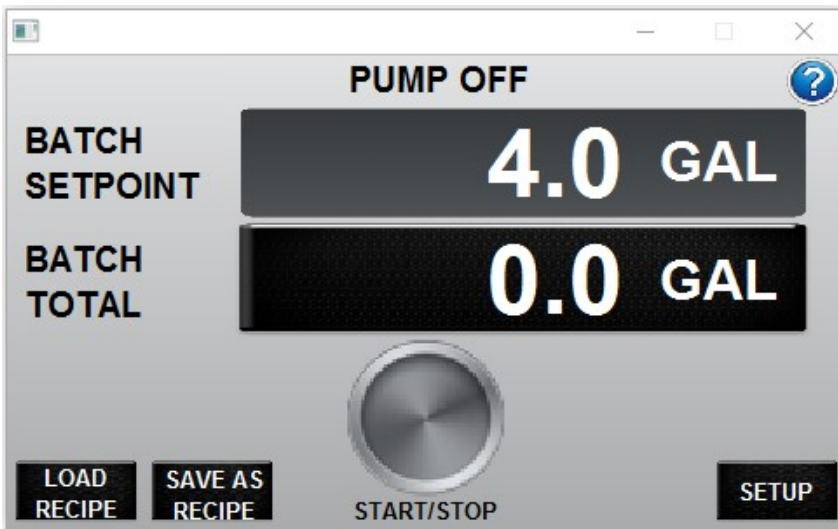 PUMP OFF
?
BATCH
SETPOINT
4.0 GAL
BATCH
TOTAL
0.0 GAL
LOAD
RECIPE
SAVE AS
RECIPE
START/STOP
SETUP